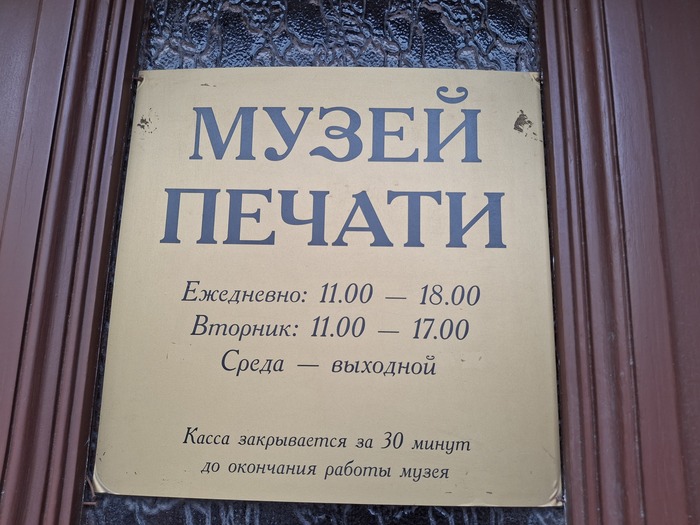 МУЗЕЙ
ПЕЧАТИ
Ежедневно: 11.00 — 18.00
Вторник: 11.00 — 17.00
Среда — выходной
Касса закрывается за 30 минут
до окончания работы музея